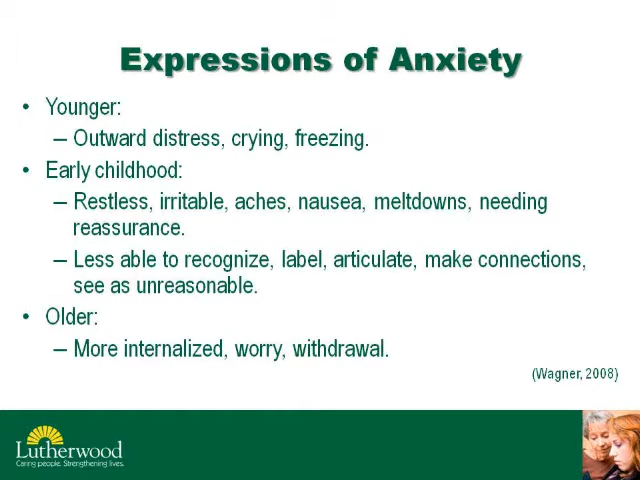 Expressions of Anxiety
• Younger:
– Outward distress, crying, freezing.
• Early childhood:
– Restless, irritable, aches, nausea, meltdowns, needing
reassurance.
– Less able to recognize, label, articulate, make connections,
see as unreasonable.
• Older:
– More internalized, worry, withdrawal.
(Wagner, 2008)
Lutherwood
Caring people. Strengthening lives.